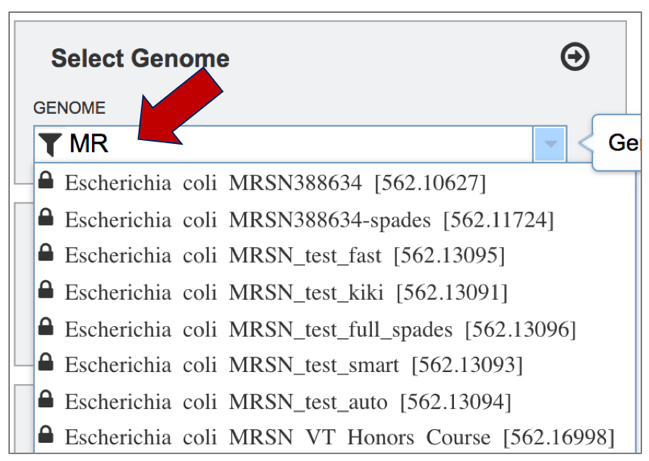 Select Genome
GENOME
MR
Escherichia coli MRSN388634 [562.10627]
Escherichia coli MRSN388634-spades [562.11724]
Escherichia coli MRSN_test_fast [562.13095]
Escherichia coli MRSN_test_kiki [562.13091]
Escherichia coli MRSN_test_full_spades [562.13096]
Escherichia coli MRSN_test_smart [562.13093]
Escherichia coli MRSN_test_auto [562.13094]
Escherichia coli MRSN VT Honors Course [562.16998]